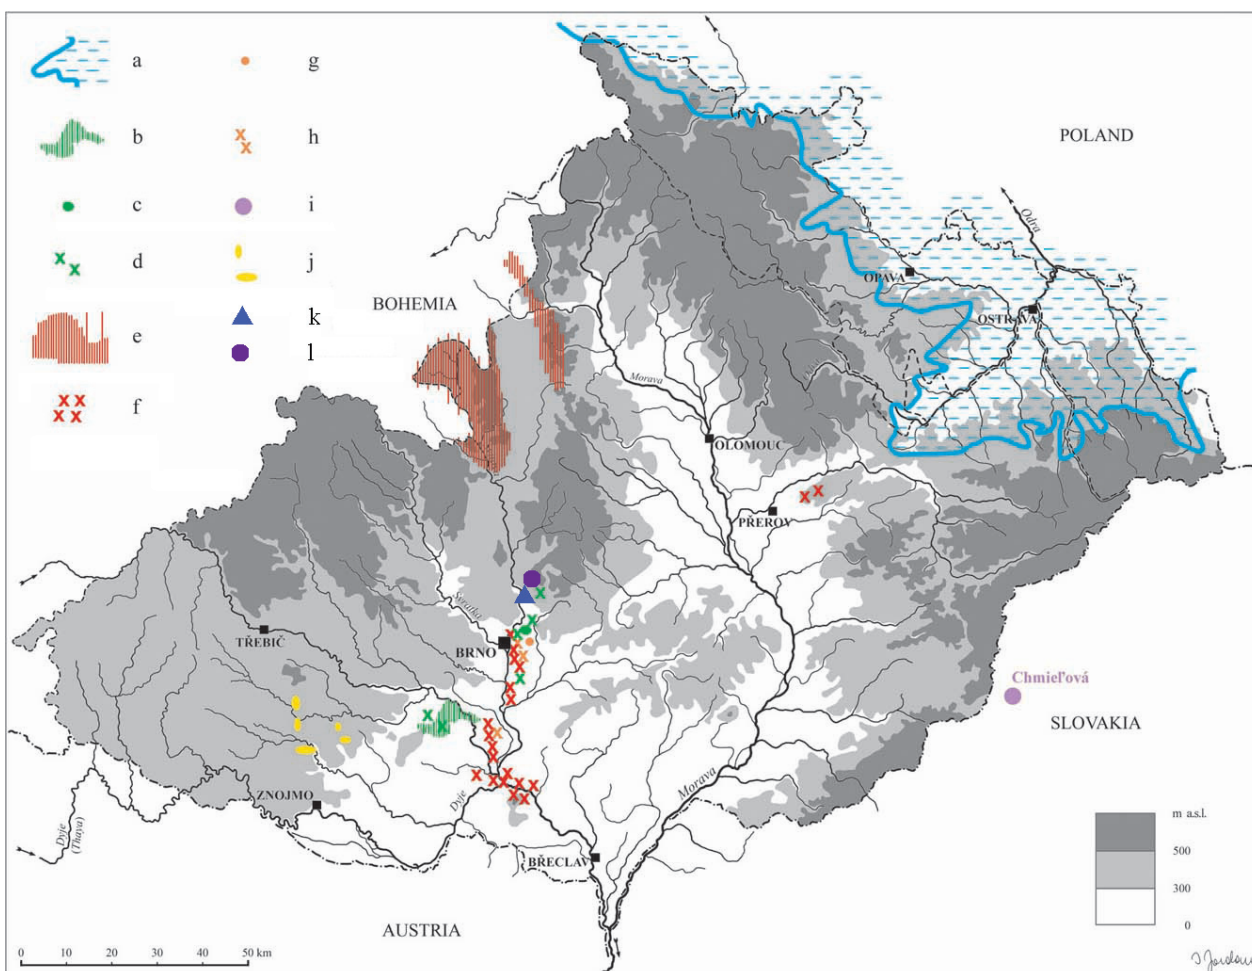 a
g
b
h
c
i
d
j
k
e
l
f
POLAND
Odra
OPAVA
OSTRAVA
BOHEMIA
Morava
OLOMOUC
PŘEROV
Svratka
TŘEBIČ
BRNO
Chmieľová
SLOVAKIA
ZNOJMO
Dyje
Morava
Dyje
(Thaya)
BŘECLAV
AUSTRIA
m a.s.l.
500
300
0
0 10 20 30 40 50 km